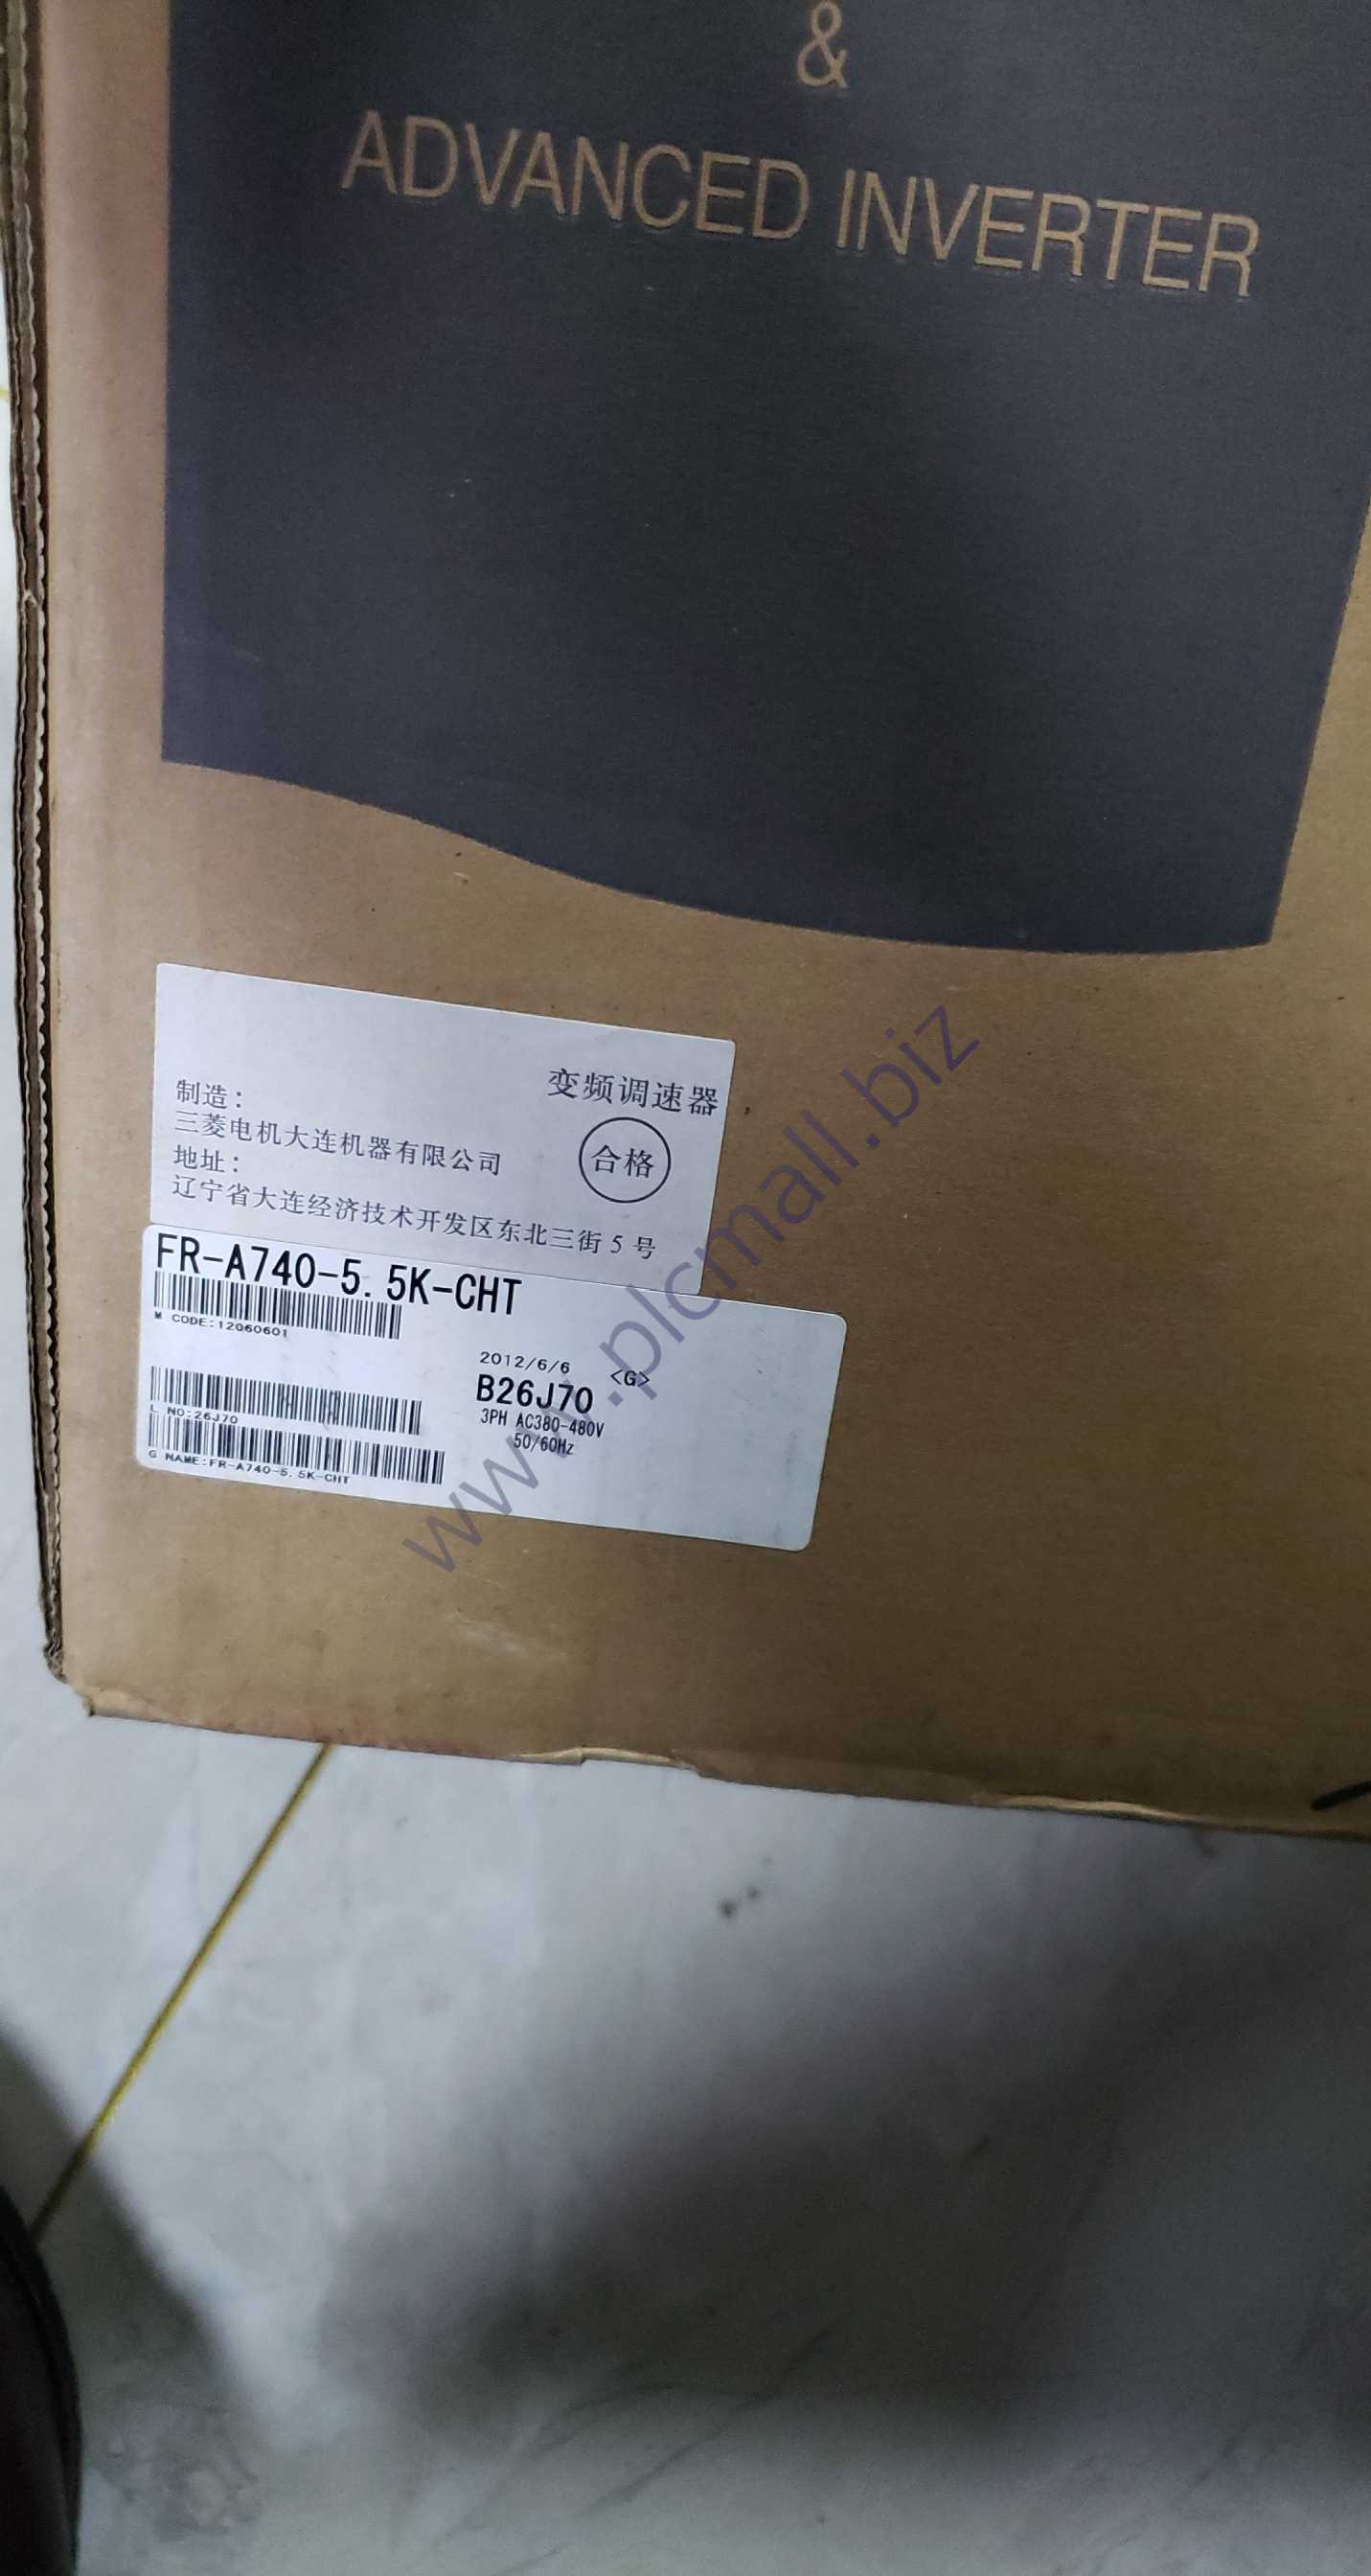 &
ADVANCED INVERTER
变频调速器
制造：
三菱电机大连机器有限公司
合格
地址：
辽宁省大连经济技术开发区东北三街 5 号
FR-A740-5.5K-CHT
M CODE:12060601
2012/6/6 <G>
B26J70
3PH AC380-480V
50/60Hz
L NO:26J70
G NAME:FR-A740-5.5K-CHT
www.plcmall.biz